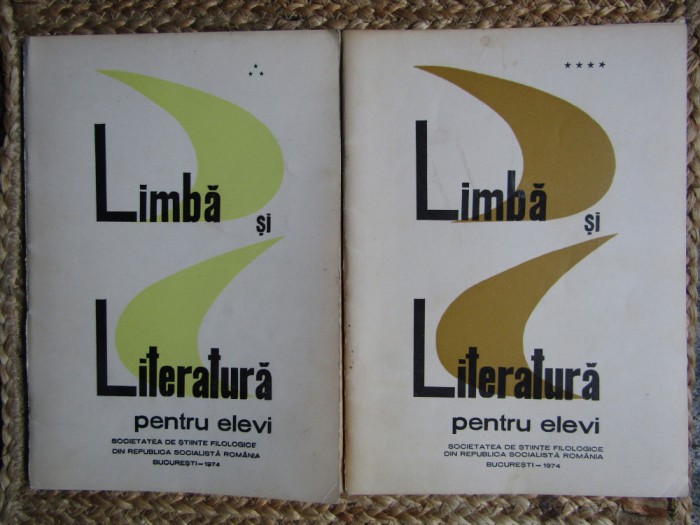 Limbă
și
Literatură
pentru elevi
SOCIETATEA DE ȘTIINȚE FILOLOGICE
DIN REPUBLICA SOCIALISTĂ ROMÂNIA
BUCUREȘTI—1974
Limbă
și
Literatură
pentru elevi
SOCIETATEA DE ȘTIINȚE FILOLOGICE
DIN REPUBLICA SOCIALISTĂ ROMÂNIA
BUCUREȘTI—1974